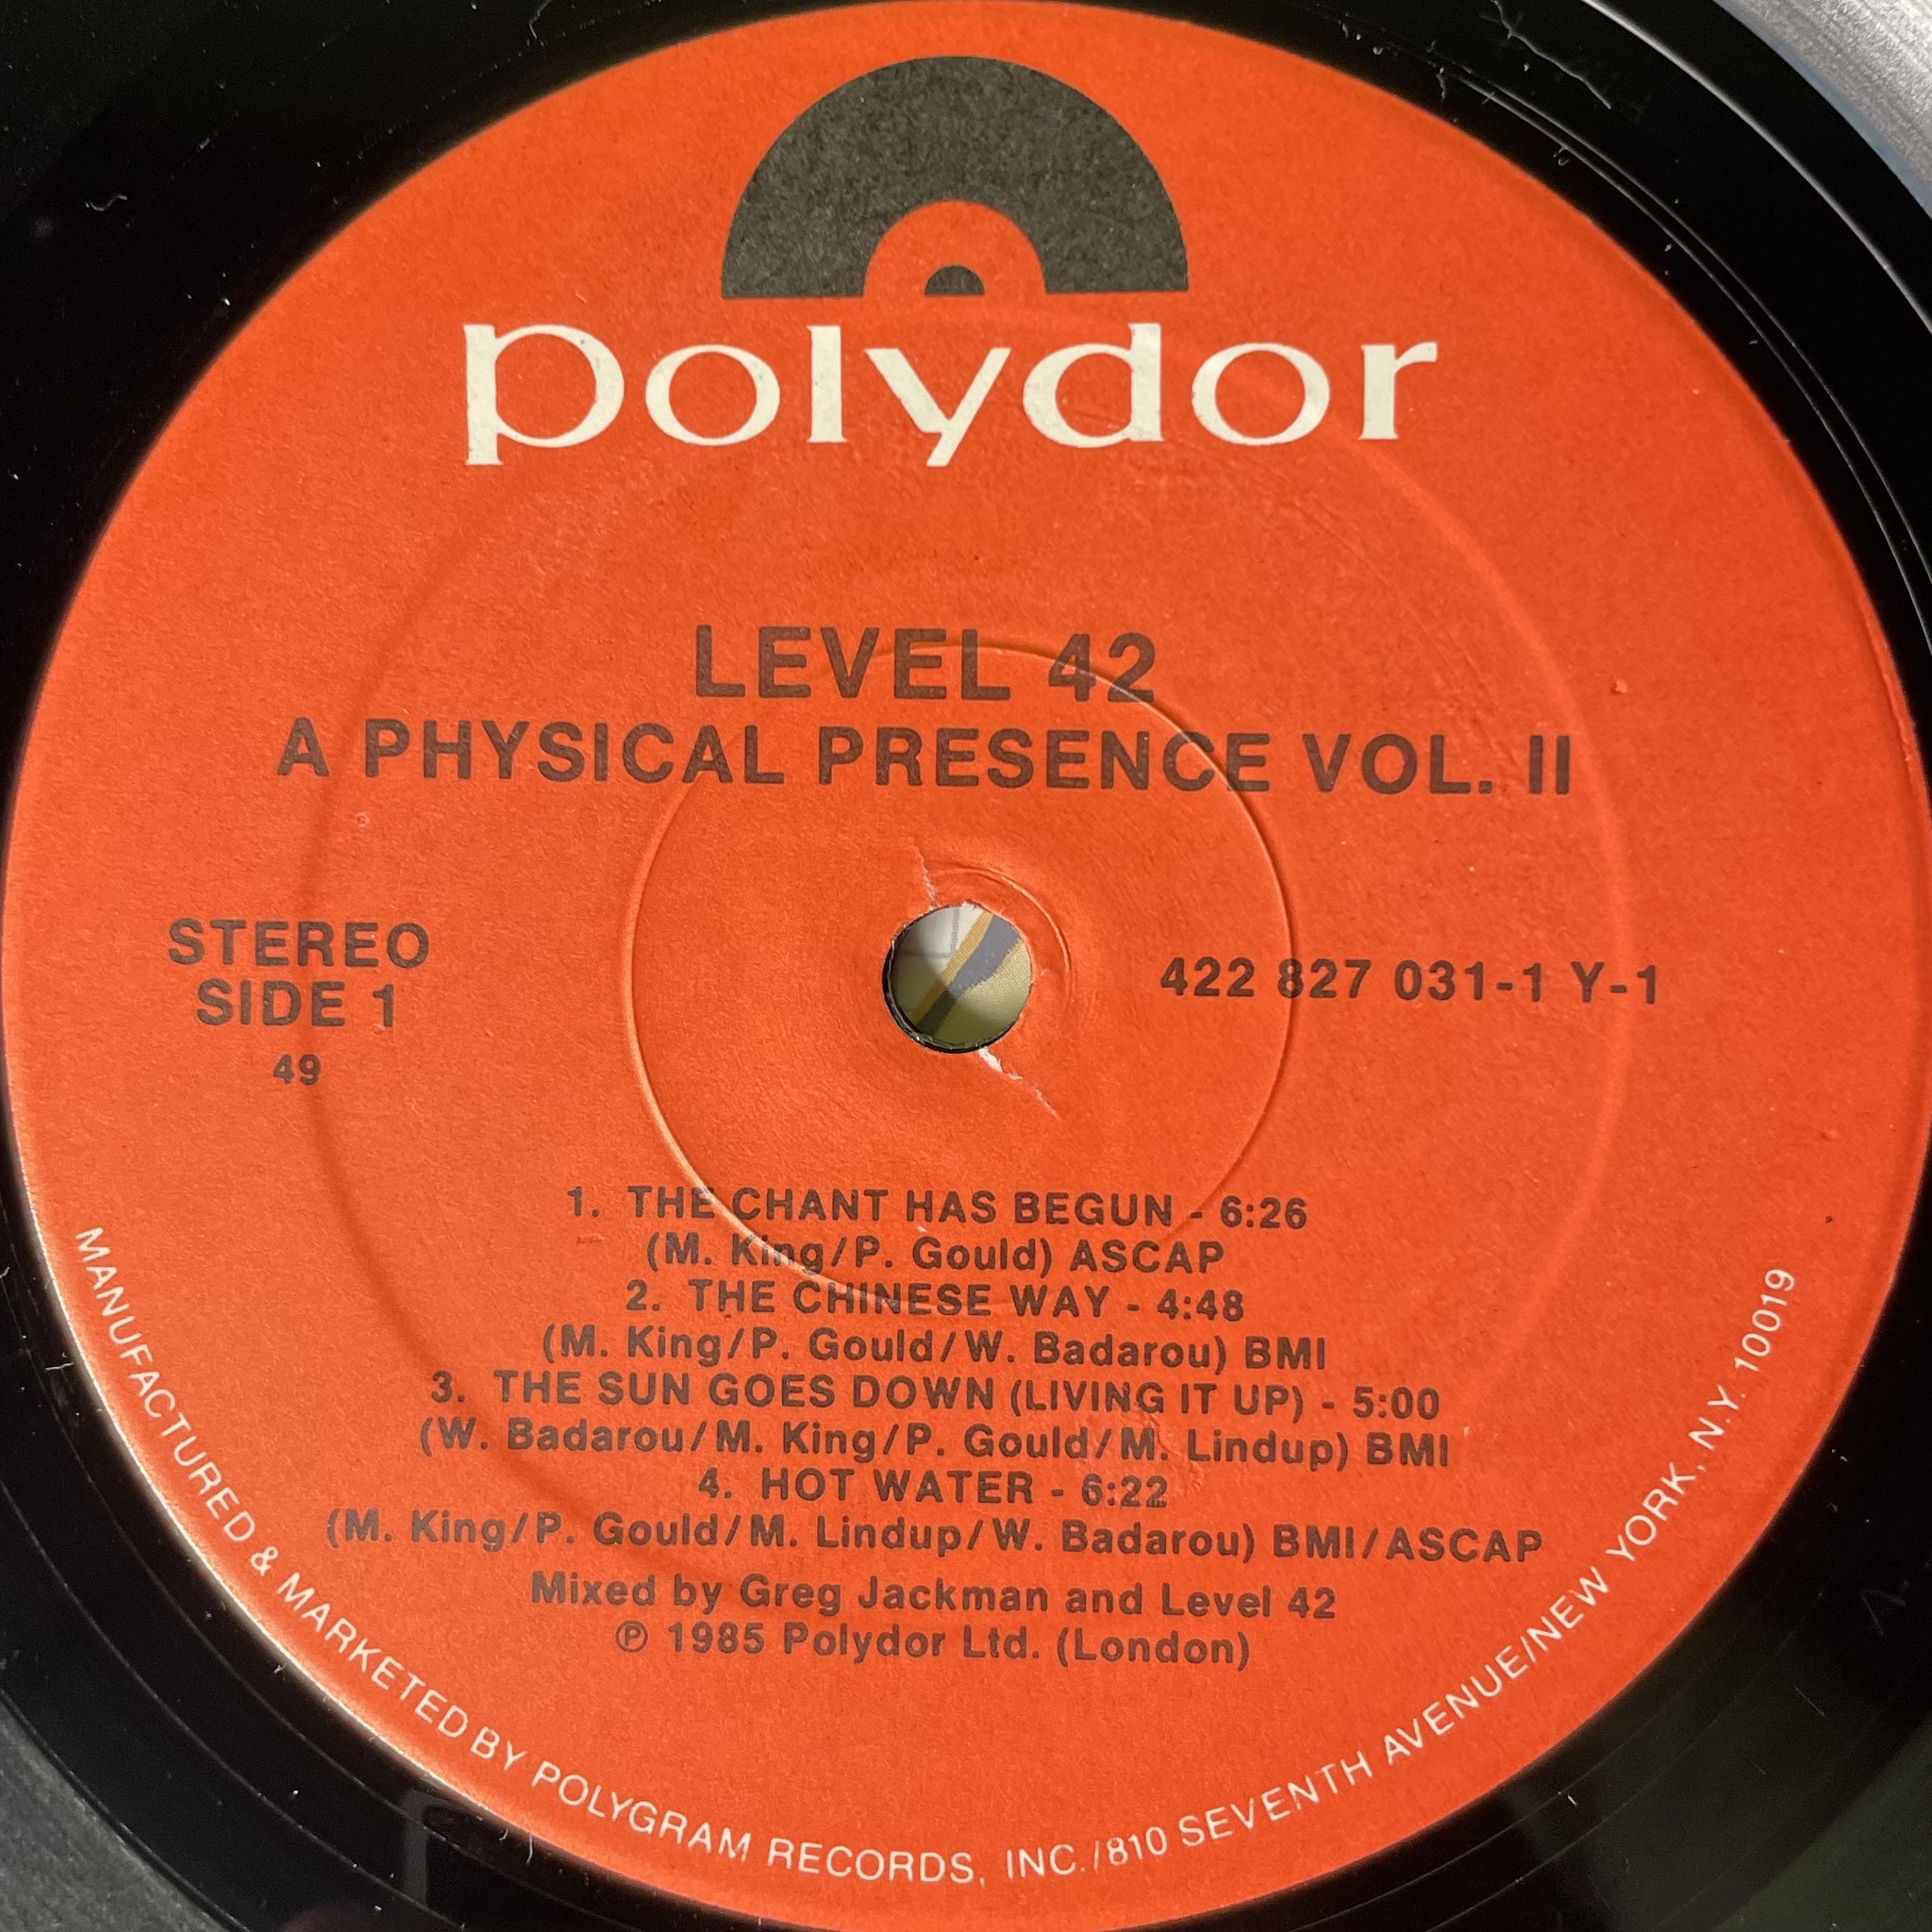 polydor
LEVEL 42
A PHYSICAL PRESENCE VOL. II
STEREO
SIDE 1
49
422 827 031-1 Y-1
1. THE CHANT HAS BEGUN - 6:26
(M. King/P. Gould) ASCAP
2. THE CHINESE WAY - 4:48
(M. King/P. Gould/W. Badarou) BMI
3. THE SUN GOES DOWN (LIVING IT UP) - 5:00
(W. Badarou/M. King/P. Gould/M. Lindup) BMI
4. HOT WATER - 6:22
(M. King/P. Gould/M. Lindup/W. Badarou) BMI/ASCAP
Mixed by Greg Jackman and Level 42
℗ 1985 Polydor Ltd. (London)
MANUFACTURED & MARKETED BY POLYGRAM RECORDS, INC./810 SEVENTH AVENUE/NEW YORK, N.Y. 10019